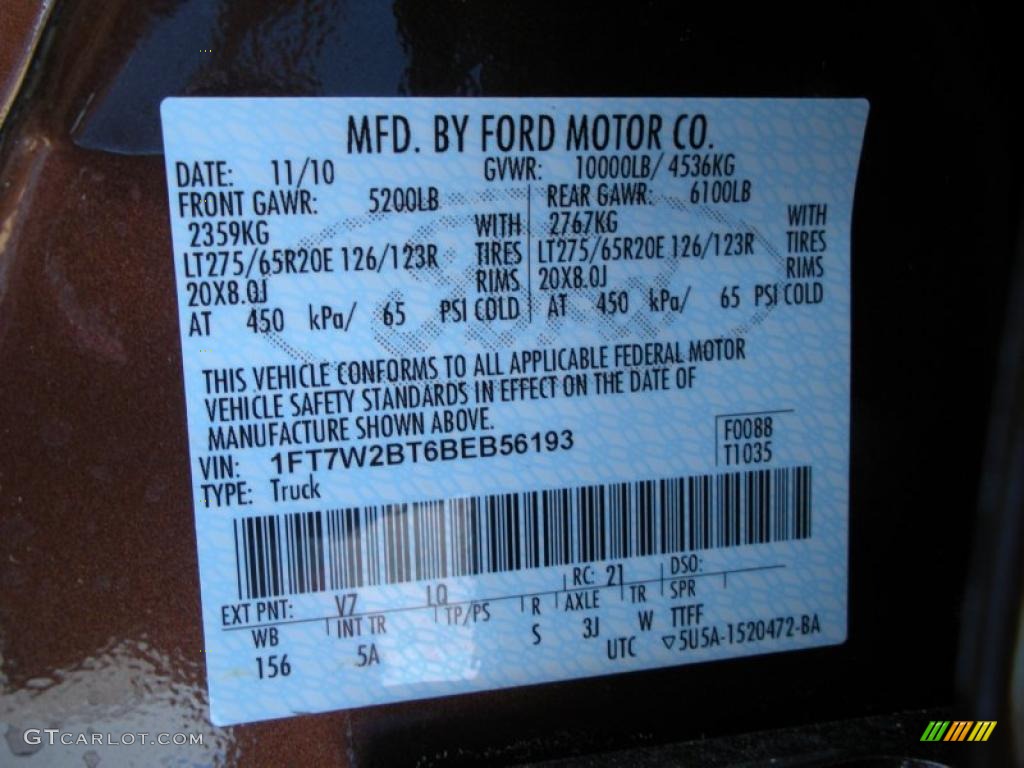 MFD. BY FORD MOTOR CO.
DATE: 11/10 GVWR: 10000LB/ 4536KG
FRONT GAWR: 5200LB REAR GAWR: 6100LB
2359KG WITH 2767KG WITH
LT275/65R20E 126/123R TIRES LT275/65R20E 126/123R TIRES
20X8.0J RIMS 20X8.0J RIMS
AT 450 kPa/ 65 PSI COLD AT 450 kPa/ 65 PSI COLD
THIS VEHICLE CONFORMS TO ALL APPLICABLE FEDERAL MOTOR
VEHICLE SAFETY STANDARDS IN EFFECT ON THE DATE OF
MANUFACTURE SHOWN ABOVE.
VIN: 1FT7W2BT6BEB56193 F0088
TYPE: Truck T1035
EXT PNT: V7 LQ RC: 21 DSO:
WB INT TR TP/PS R AXLE TR SPR
156 5A S 3J W TTFF
UTC ▽5U5A-1520472-BA
GTCARLOT.COM